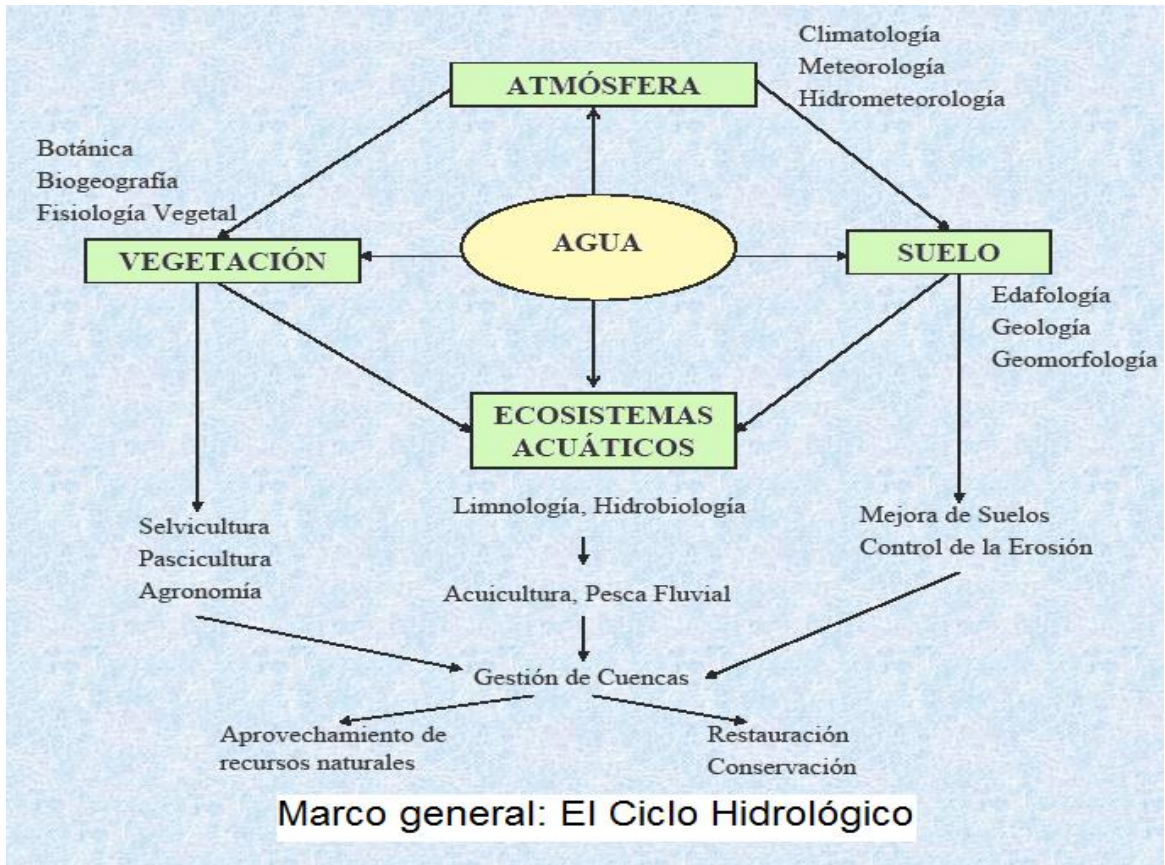 Climatología
Meteorología
Hidrometeorología
ATMÓSFERA
Botánica
Biogeografía
Fisiología Vegetal
VEGETACIÓN
AGUA
SUELO
Edafología
Geología
Geomorfología
ECOSISTEMAS
ACUÁTICOS
Limnología, Hidrobiología
Selvicultura
Pascicultura
Agronomía
Mejora de Suelos
Control de la Erosión
Acuicultura, Pesca Fluvial
Gestión de Cuencas
Aprovechamiento de
recursos naturales
Restauración
Conservación
Marco general: El Ciclo Hidrológico